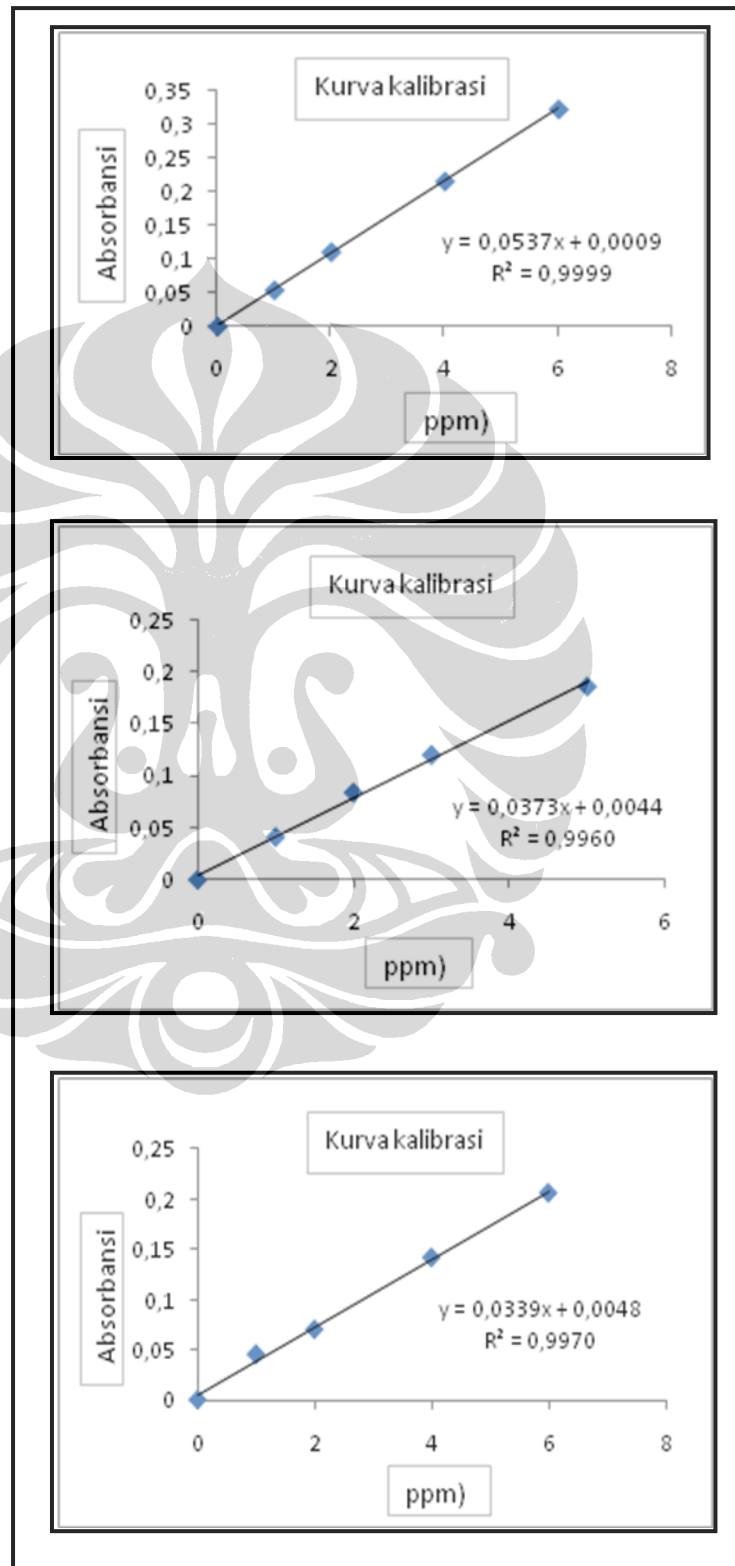 Kurva kalibrasi
Absorbansi
0,35
0,3
0,25
0,2
0,15
0,1
0,05
0
y = 0,0537x + 0,0009
R² = 0,9999
0 2 4 6 8
ppm)
Kurva kalibrasi
Absorbansi
0,25
0,2
0,15
0,1
0,05
0
y = 0,0373x + 0,0044
R² = 0,9960
0 2 4 6
ppm)
Kurva kalibrasi
Absorbansi
0,25
0,2
0,15
0,1
0,05
0
y = 0,0339x + 0,0048
R² = 0,9970
0 2 4 6 8
ppm)